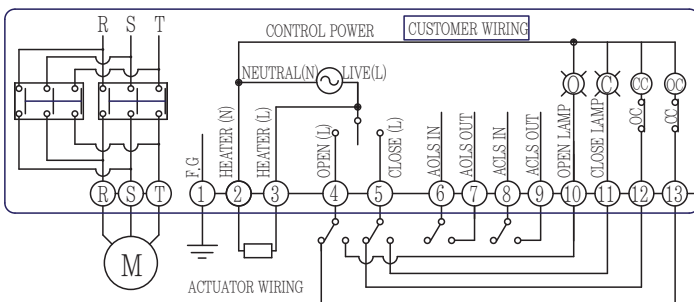 R S T
CONTROL POWER
CUSTOMER WIRING
NEUTRAL(N)
LIVE(L)
O
C
CC
OC
OC
CC
F.G
HEATER (N)
HEATER (L)
OPEN (L)
CLOSE (L)
AOLS IN
AOLS OUT
ACLS IN
ACLS OUT
OPEN LAMP
CLOSE LAMP
R S T 1 2 3 4 5 6 7 8 9 10 11 12 13
M
ACTUATOR WIRING